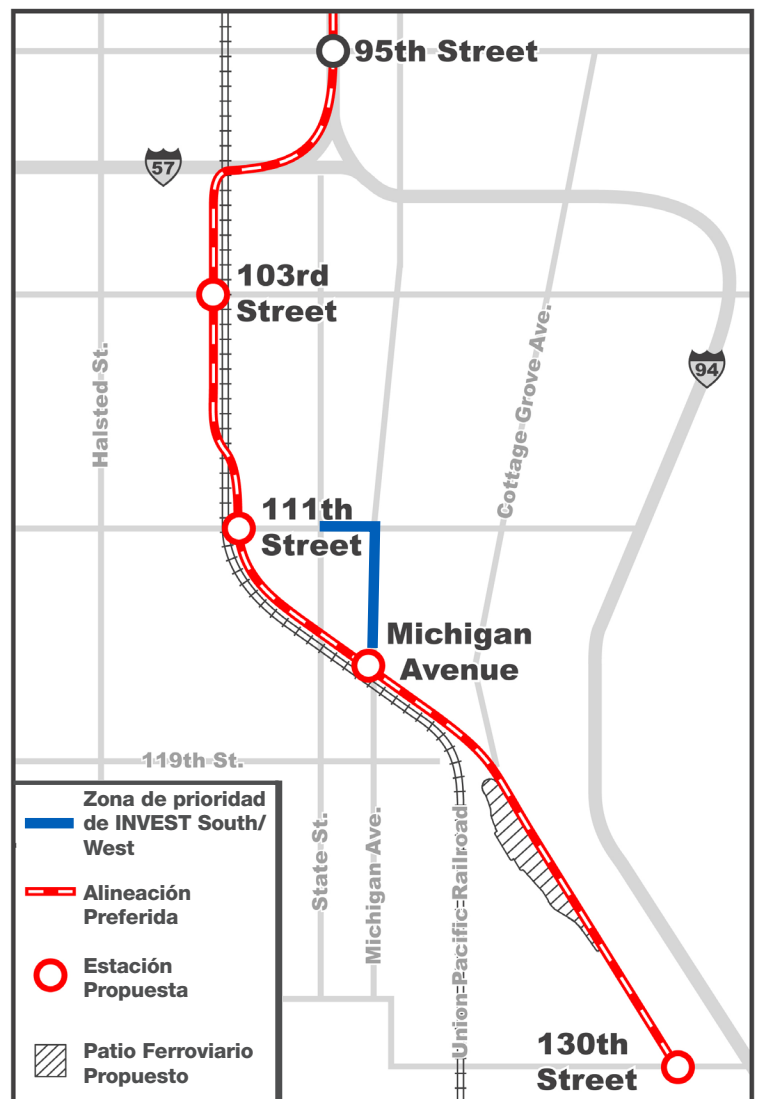 95th Street
57
103rd
Street
94
Halsted St.
Cottage Grove Ave.
111th
Street
Michigan
Avenue
119th St.
State St.
Michigan Ave.
Union Pacific Railroad
130th
Street
Zona de prioridad
de INVEST South/
West
Alineación
Preferida
Estación
Propuesta
Patio Ferroviario
Propuesto